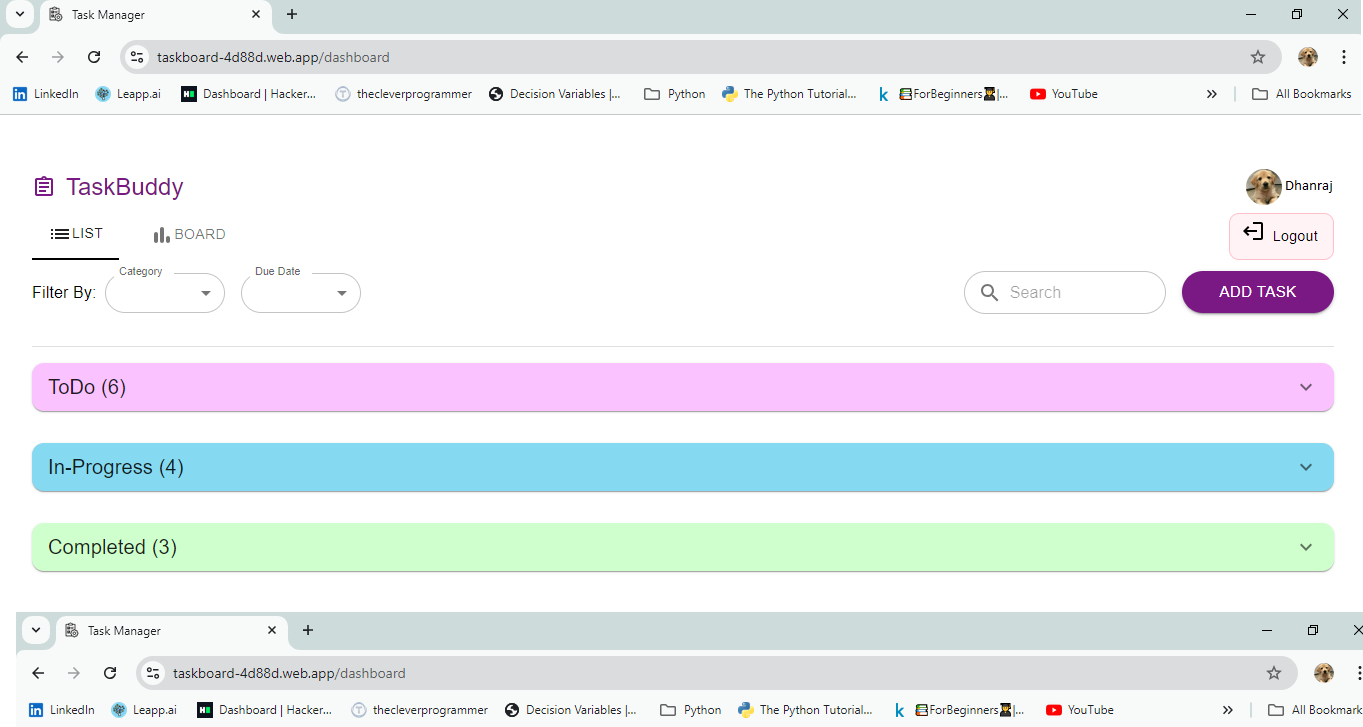 Task Manager
taskboard-4d88d.web.app/dashboard
LinkedIn Leapp.ai Dashboard | Hacker... thecleverprogrammer Decision Variables |... Python The Python Tutorial... ForBeginners|... YouTube All Bookmarks
TaskBuddy
Dhanraj
LIST BOARD
Logout
Category Due Date
Filter By:
Search
ADD TASK
ToDo (6)
In-Progress (4)
Completed (3)
Task Manager
taskboard-4d88d.web.app/dashboard
LinkedIn Leapp.ai Dashboard | Hacker... thecleverprogrammer Decision Variables |... Python The Python Tutorial... ForBeginners|... YouTube All Bookmark